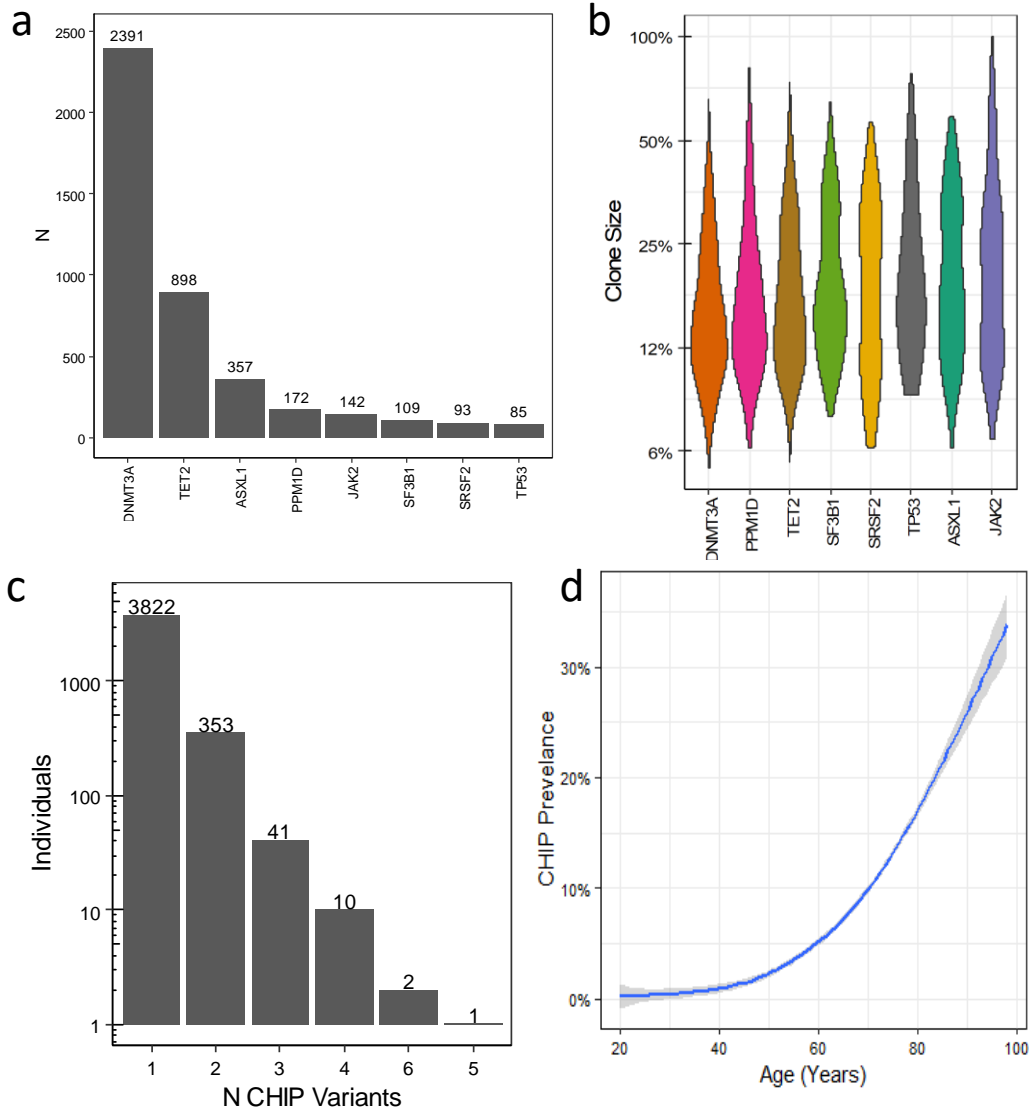 a
2500
2000
1500
1000
500
0
N
2391
898
357
172
142
109
93
85
DNMT3A
TET2
ASXL1
PPM1D
JAK2
SF3B1
SRSF2
TP53
b
100%
50%
25%
12%
6%
Clone Size
DNMT3A
PPM1D
TET2
SF3B1
SRSF2
TP53
ASXL1
JAK2
c
1000
100
10
1
Individuals
3822
353
41
10
2
1
1
2
3
4
6
5
N CHIP Variants
d
30%
20%
10%
0%
CHIP Prevelance
20
40
60
80
100
Age (Years)